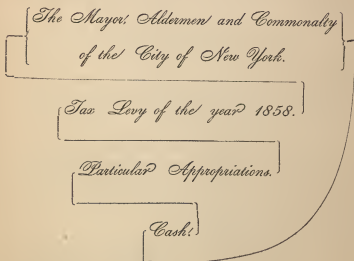 The Mayor, Aldermen and Commonalty
of the City of New York.
Tax Levy of the year 1858.
Particular Appropriations.
Cash: